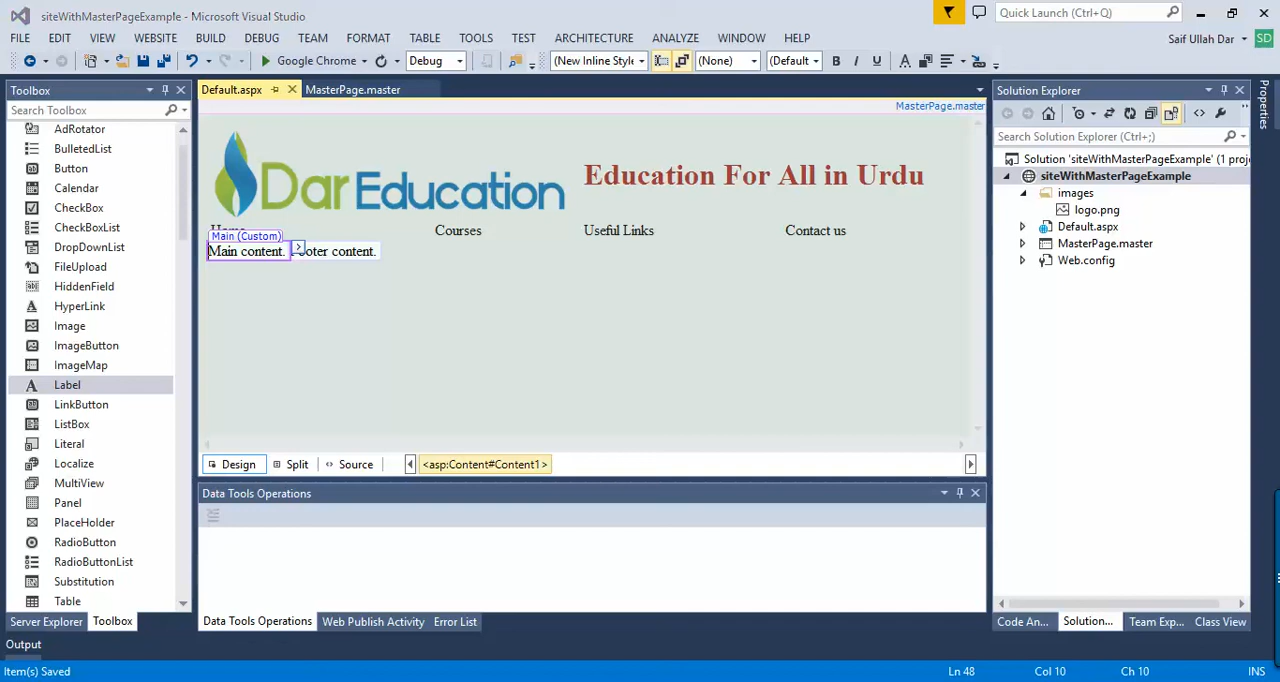 siteWithMasterPageExample - Microsoft Visual Studio
Quick Launch (Ctrl+Q)
FILE EDIT VIEW WEBSITE BUILD DEBUG TEAM FORMAT TABLE TOOLS TEST ARCHITECTURE ANALYZE WINDOW HELP
Saif Ullah Dar SD
Google Chrome Debug (New Inline Style (None) (Default B I U A
Toolbox
Search Toolbox
AdRotator
BulletedList
Button
Calendar
CheckBox
CheckBoxList
DropDownList
FileUpload
HiddenField
HyperLink
Image
ImageButton
ImageMap
Label
LinkButton
ListBox
Literal
Localize
MultiView
Panel
PlaceHolder
RadioButton
RadioButtonList
Substitution
Table
Server Explorer Toolbox
Default.aspx MasterPage.master
MasterPage.master
Dar Education
Education For All in Urdu
Home Courses Useful Links Contact us
Main (Custom)
Main content. Footer content.
Design Split Source <asp:Content#Content1>
Data Tools Operations
Data Tools Operations Web Publish Activity Error List
Solution Explorer
Search Solution Explorer (Ctrl+;)
Solution 'siteWithMasterPageExample' (1 proj
siteWithMasterPageExample
images
logo.png
Default.aspx
MasterPage.master
Web.config
Code An... Solution... Team Exp... Class View
Properties
Output
Item(s) Saved Ln 48 Col 10 Ch 10 INS